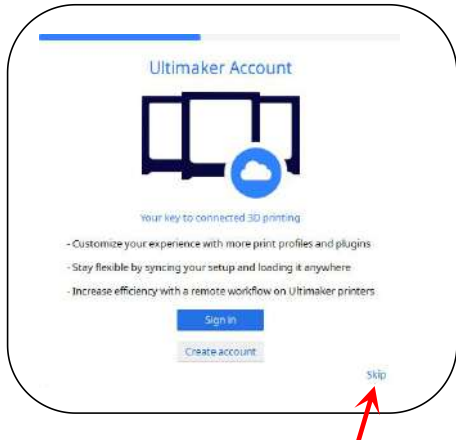 Ultimaker Account
Your key to connected 3D printing
- Customize your experience with more print profiles and plugins
- Stay flexible by syncing your setup and loading it anywhere
- Increase efficiency with a remote workflow on Ultimaker printers
Sign in
Create account
Skip